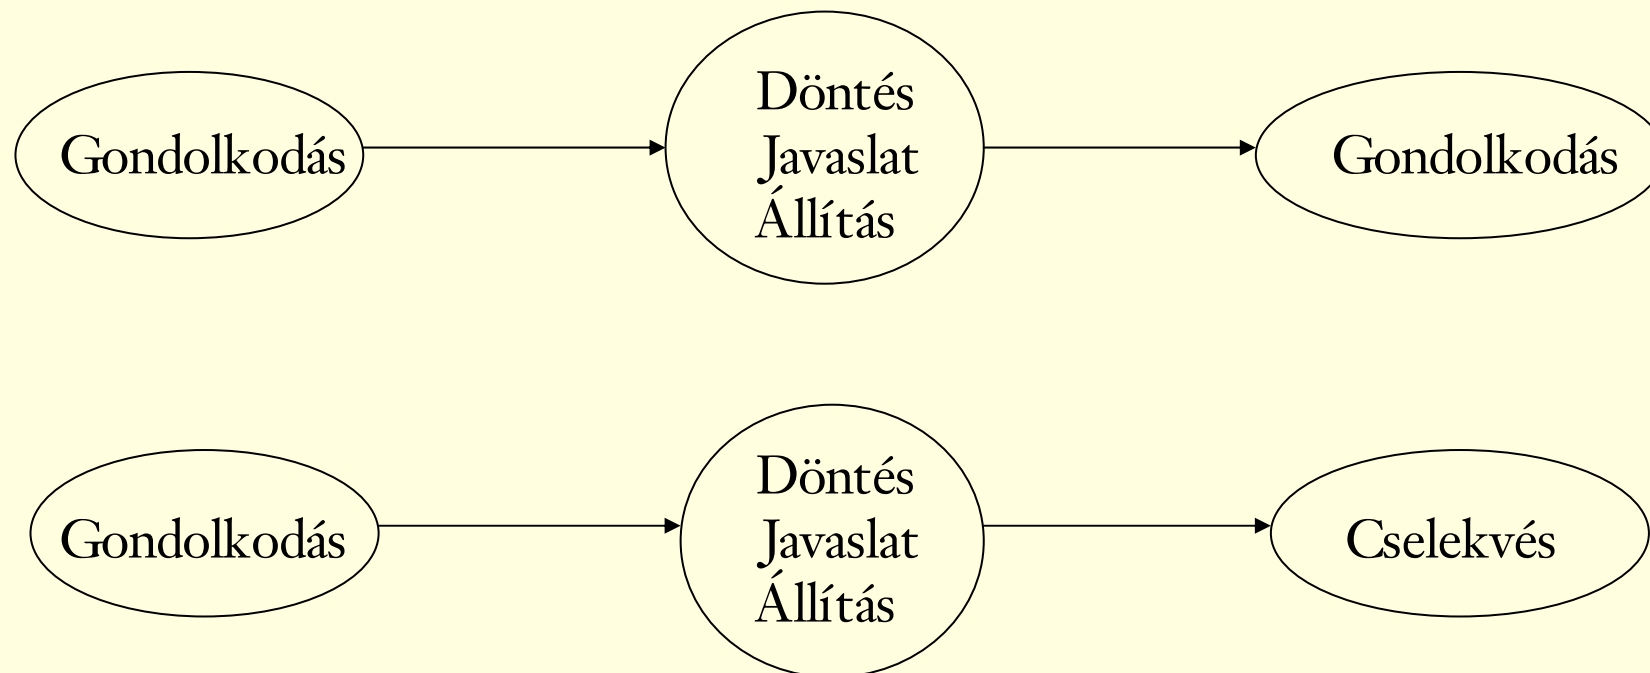 Gondolkodás
Döntés
Javaslat
Állítás
Gondolkodás
Gondolkodás
Döntés
Javaslat
Állítás
Cselekvés